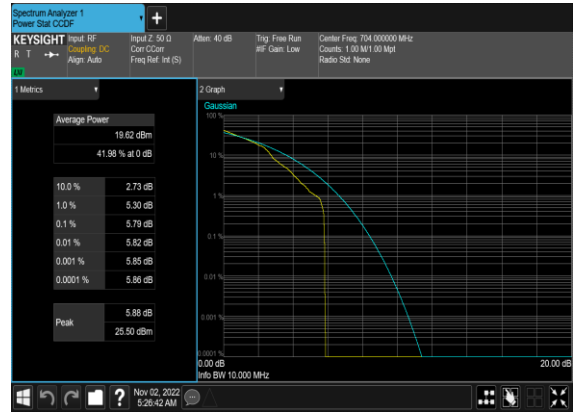 Spectrum Analyzer 1
Power Stat CCDF
+
KEYSIGHT
R T
LW
Input: RF
Coupling: DC
Align: Auto
Input Z: 50 Ω
Corr CCorr
Freq Ref: Int (S)
Atten: 40 dB
Trig: Free Run
#IF Gain: Low
Center Freq: 704.000000 MHz
Counts: 1.00 M/1.00 Mpt
Radio Std: None
1 Metrics
Average Power
19.62 dBm
41.98 % at 0 dB
10.0 % 2.73 dB
1.0 % 5.30 dB
0.1 % 5.79 dB
0.01 % 5.82 dB
0.001 % 5.85 dB
0.0001 % 5.86 dB
Peak
5.88 dB
25.50 dBm
2 Graph
Gaussian
100 %
10 %
1 %
0.1 %
0.01 %
0.001 %
0.0001 %
0.00 dB
20.00 dB
Info BW 10.000 MHz
?
Nov 02, 2022
5:26:42 AM